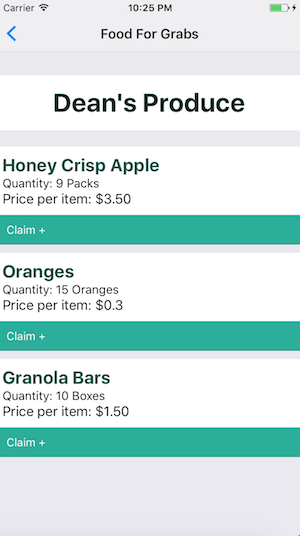 Carrier 10:25 PM
Food For Grabs
Dean's Produce
Honey Crisp Apple
Quantity: 9 Packs
Price per item: $3.50
Claim +
Oranges
Quantity: 15 Oranges
Price per item: $0.3
Claim +
Granola Bars
Quantity: 10 Boxes
Price per item: $1.50
Claim +